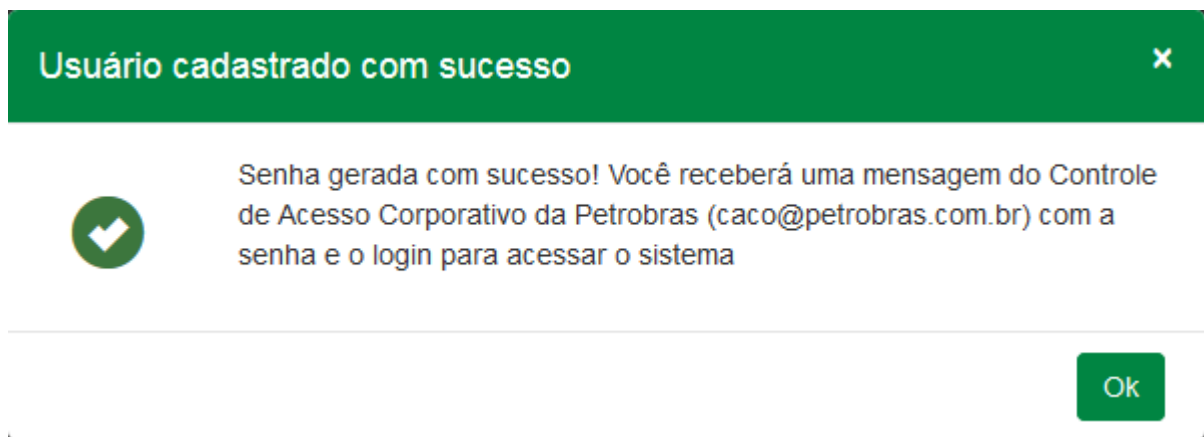 Usuário cadastrado com sucesso ×
Senha gerada com sucesso! Você receberá uma mensagem do Controle
de Acesso Corporativo da Petrobras (caco@petrobras.com.br) com a
senha e o login para acessar o sistema
Ok